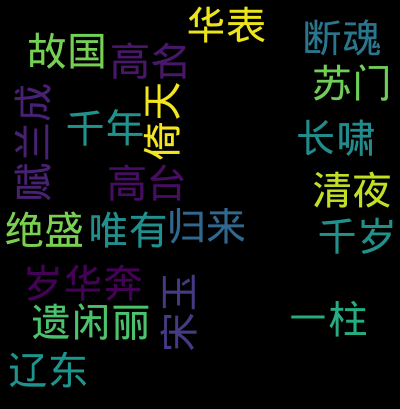 华表
断魂
故国
高名
苏门
赋兰成
千年
倚天
长啸
高台
清夜
绝盛
唯有
归来
千岁
岁华奔
宋玉
遗闲丽
一柱
辽东